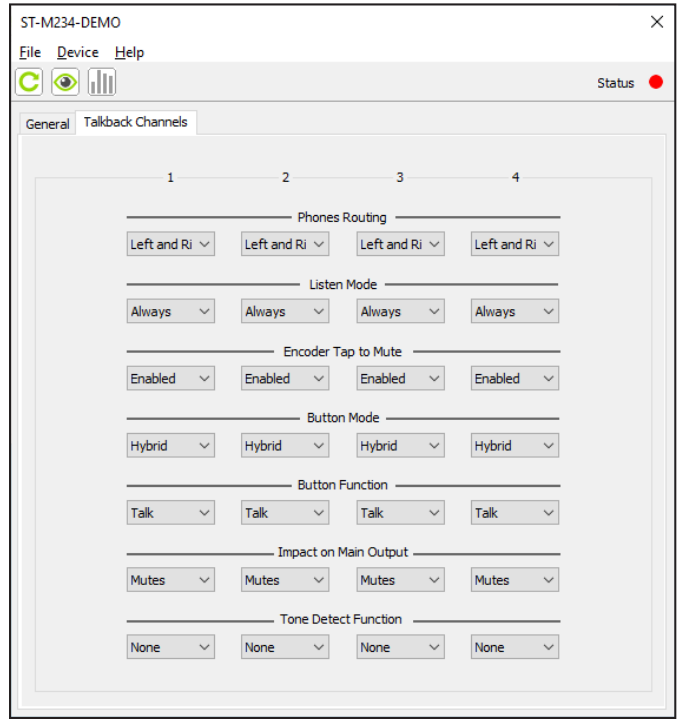 ST-M234-DEMO
File Device Help
Status
General Talkback Channels
1 2 3 4
Phones Routing
Left and Ri Left and Ri Left and Ri Left and Ri
Listen Mode
Always Always Always Always
Encoder Tap to Mute
Enabled Enabled Enabled Enabled
Button Mode
Hybrid Hybrid Hybrid Hybrid
Button Function
Talk Talk Talk Talk
Impact on Main Output
Mutes Mutes Mutes Mutes
Tone Detect Function
None None None None